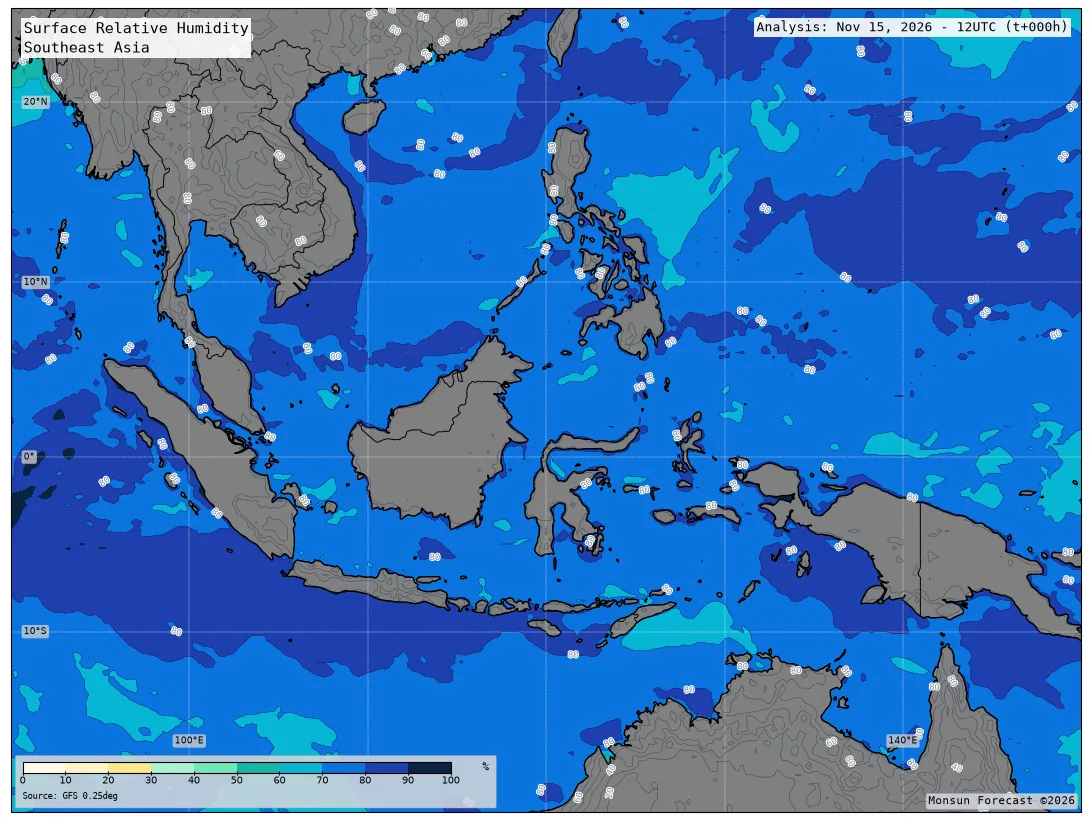 Surface Relative Humidity
Southeast Asia
Analysis: Nov 15, 2026 - 12UTC (t+000h)
20°N
10°N
0°
10°S
100°E
140°E
0 10 20 30 40 50 60 70 80 90 100
%
Source: GFS 0.25deg
Monsun Forecast ©2026